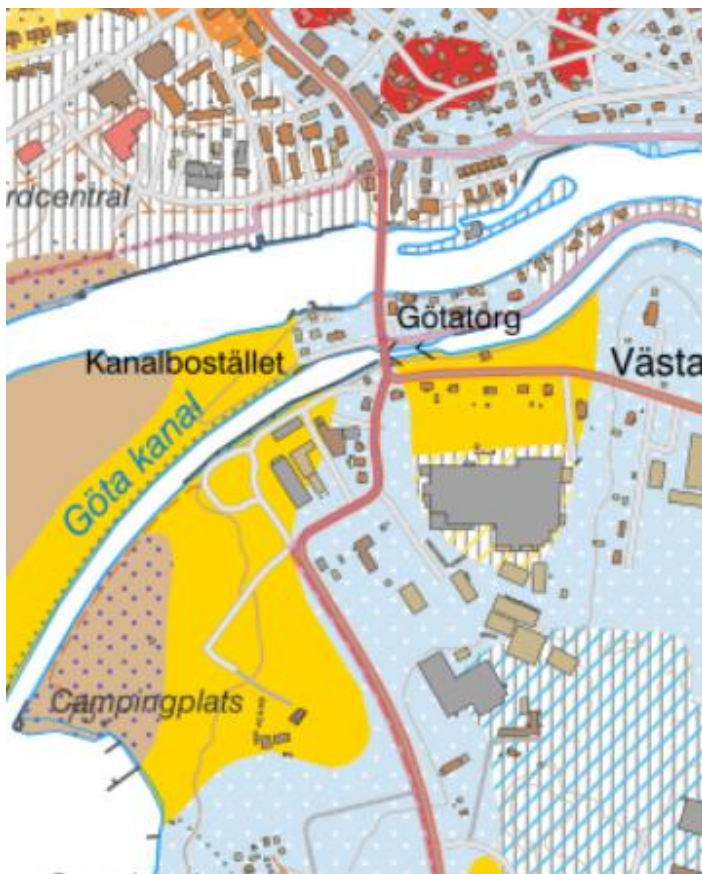 rdcentral
Götatorg
Kanalbostället
Västa
Göta kanal
Campingplats